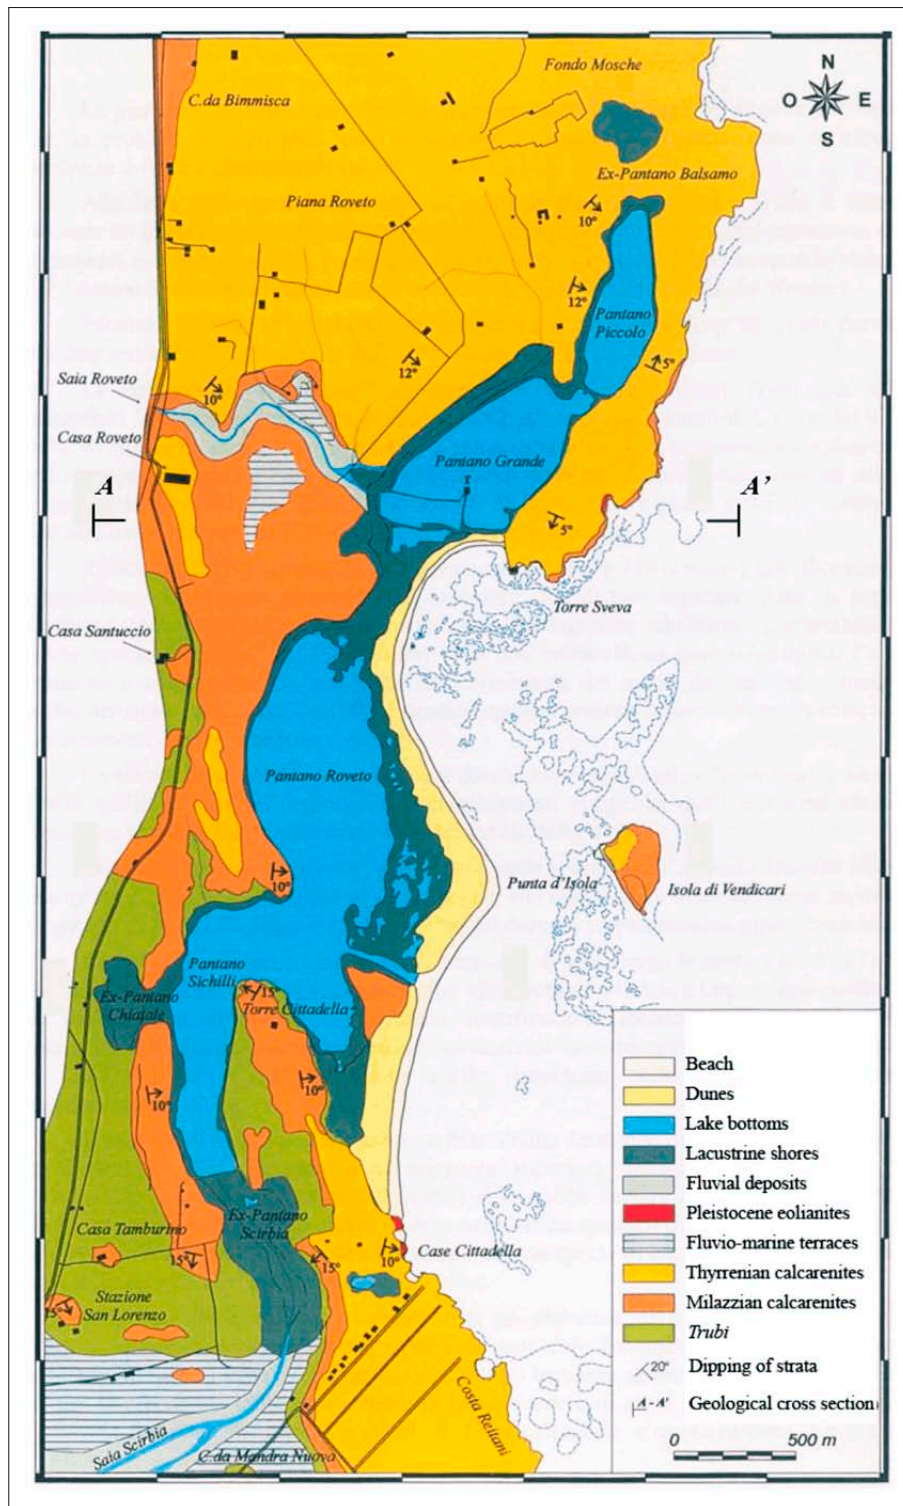 N
O E
S
Fondo Mosche
C.da Bimmisca
Ex-Pantano Balsamo
Piana Roveto
10°
12°
Pantano
Piccolo
5°
12°
10°
Saia Roveto
Casa Roveto
Pantano Grande
r
A
A’
5°
Torre Sveva
Casa Santuccio
Pantano Roveto
10°
Punta d’Isola
Isola di Vendicari
Pantano
Sichilli
Ex-Pantano
Chiatale
15°
Torre Cittadella
10°
10°
Ex-Pantano
Scirbia
Casa Tamburino
Case Cittadella
10°
15°
15°
Stazione
San Lorenzo
15°
Costa Reitani
Saia Scirbia
C.da Mandra Nuova
Beach
Dunes
Lake bottoms
Lacustrine shores
Fluvial deposits
Pleistocene eolianites
Fluvio-marine terraces
Thyrrenian calcarenites
Milazzian calcarenites
Trubi
20° Dipping of strata
A - A’ Geological cross section
0 500 m